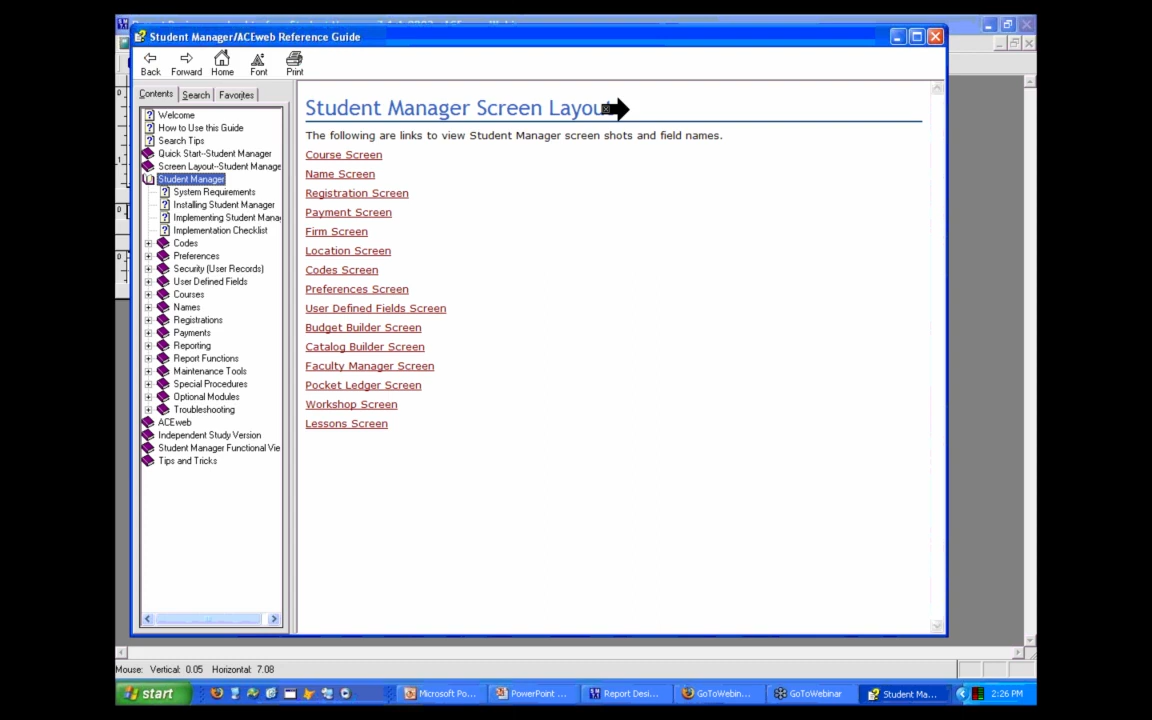 Student Manager/ACEweb Reference Guide
Back Forward Home Font Print
Contents Search Favorites
Welcome
How to Use this Guide
Search Tips
Quick Start--Student Manager
Screen Layout--Student Manage
Student Manager
System Requirements
Installing Student Manager
Implementing Student Mana
Implementation Checklist
Codes
Preferences
Security (User Records)
User Defined Fields
Courses
Names
Registrations
Payments
Reporting
Report Functions
Maintenance Tools
Special Procedures
Optional Modules
Troubleshooting
ACEweb
Independent Study Version
Student Manager Functional Vie
Tips and Tricks
Student Manager Screen Layout
The following are links to view Student Manager screen shots and field names.
Course Screen
Name Screen
Registration Screen
Payment Screen
Firm Screen
Location Screen
Codes Screen
Preferences Screen
User Defined Fields Screen
Budget Builder Screen
Catalog Builder Screen
Faculty Manager Screen
Pocket Ledger Screen
Workshop Screen
Lessons Screen
Mouse: Vertical: 0.05 Horizontal: 7.08
start Microsoft Po... PowerPoint ... Report Desi... GoToWebin... GoToWebinar Student Ma... 2:26 PM